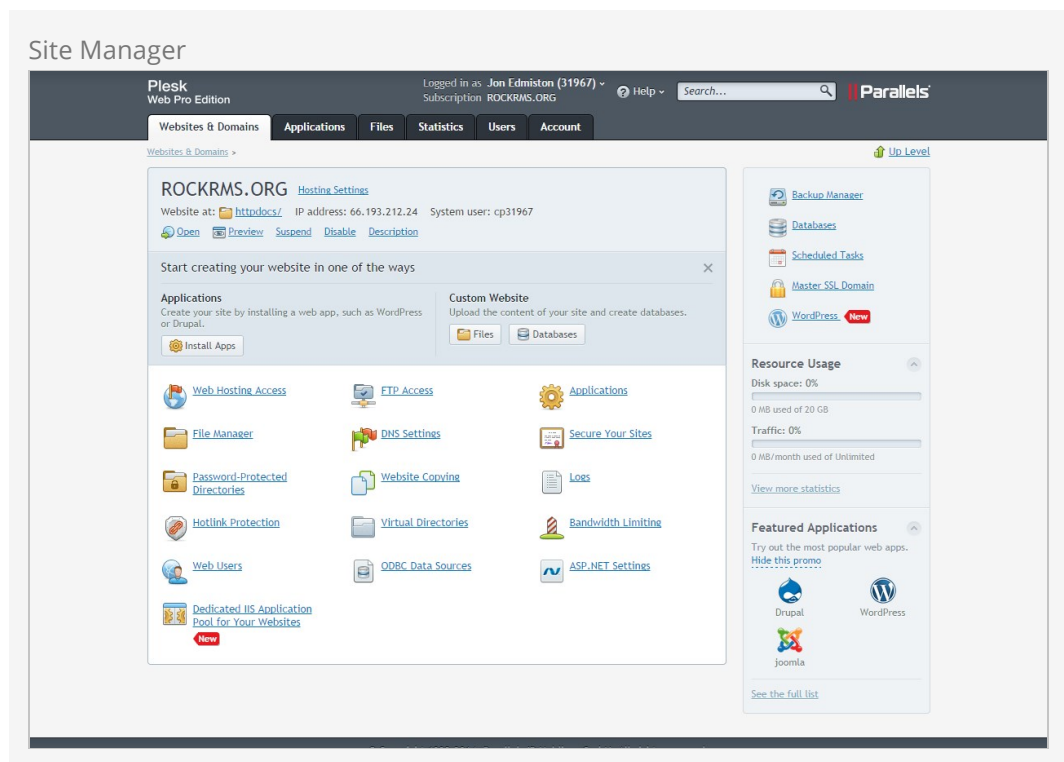 Site Manager
Plesk
Web Pro Edition
Logged in as Jon Edmiston (31967)
Subscription ROCKRMS.ORG
Help
Search...
Parallels
Websites & Domains
Applications
Files
Statistics
Users
Account
Websites & Domains >
Up Level
ROCKRMS.ORG Hosting Settings
Website at: httpdocs/ IP address: 66.193.212.24 System user: cp31967
Open Preview Suspend Disable Description
Start creating your website in one of the ways
Applications
Create your site by installing a web app, such as WordPress
or Drupal.
Install Apps
Custom Website
Upload the content of your site and create databases.
Files
Databases
Web Hosting Access
FTP Access
Applications
File Manager
DNS Settings
Secure Your Sites
Password-Protected
Directories
Website Copying
Logs
Hotlink Protection
Virtual Directories
Bandwidth Limiting
Web Users
ODBC Data Sources
ASP.NET Settings
Dedicated IIS Application
Pool for Your Websites
New
Backup Manager
Databases
Scheduled Tasks
Master SSL Domain
WordPress New
Resource Usage
Disk space: 0%
0 MB used of 20 GB
Traffic: 0%
0 MB/month used of Unlimited
View more statistics
Featured Applications
Try out the most popular web apps.
Hide this promo
Drupal
WordPress
joomla
See the full list